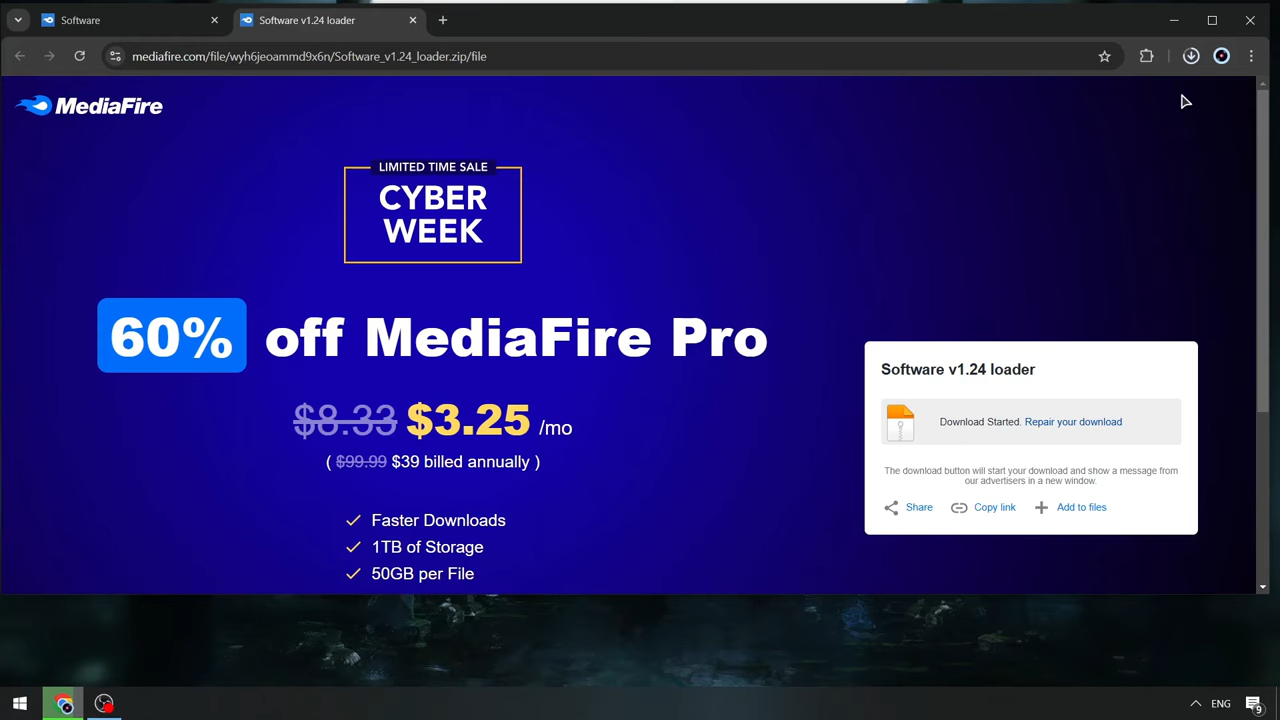 Software
Software v1.24 loader
mediafire.com/file/wyh6jeoammd9x6n/Software_v1.24_loader.zip/file
MediaFire
LIMITED TIME SALE
CYBER
WEEK
60% off MediaFire Pro
$8.33 $3.25 /mo
( $99.99 $39 billed annually )
Faster Downloads
1TB of Storage
50GB per File
Software v1.24 loader
Download Started. Repair your download
The download button will start your download and show a message from
our advertisers in a new window.
Share
Copy link
Add to files
ENG
9